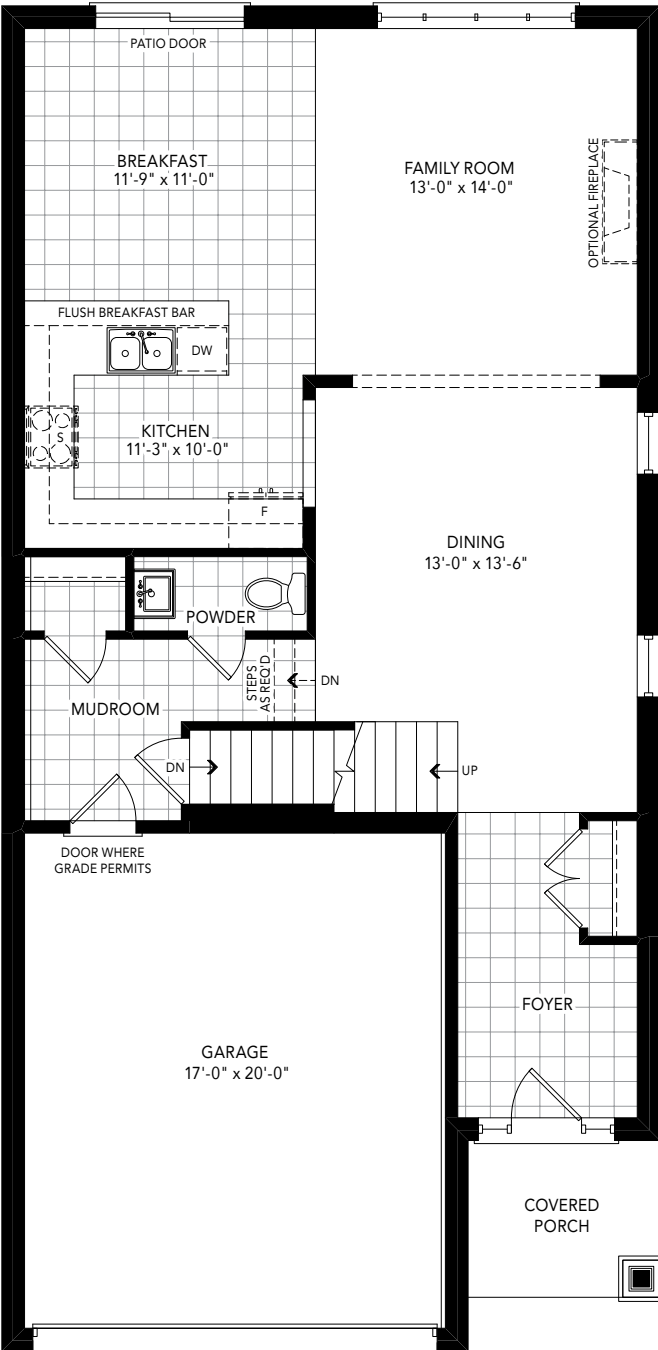 PATIO DOOR
BREAKFAST
11'-9" x 11'-0"
FAMILY ROOM
13'-0" x 14'-0"
OPTIONAL FIREPLACE
FLUSH BREAKFAST BAR
DW
S
KITCHEN
11'-3" x 10'-0"
F
DINING
13'-0" x 13'-6"
POWDER
STEPS
AS REQ'D
DN
MUDROOM
DN
UP
DOOR WHERE
GRADE PERMITS
FOYER
GARAGE
17'-0" x 20'-0"
COVERED
PORCH